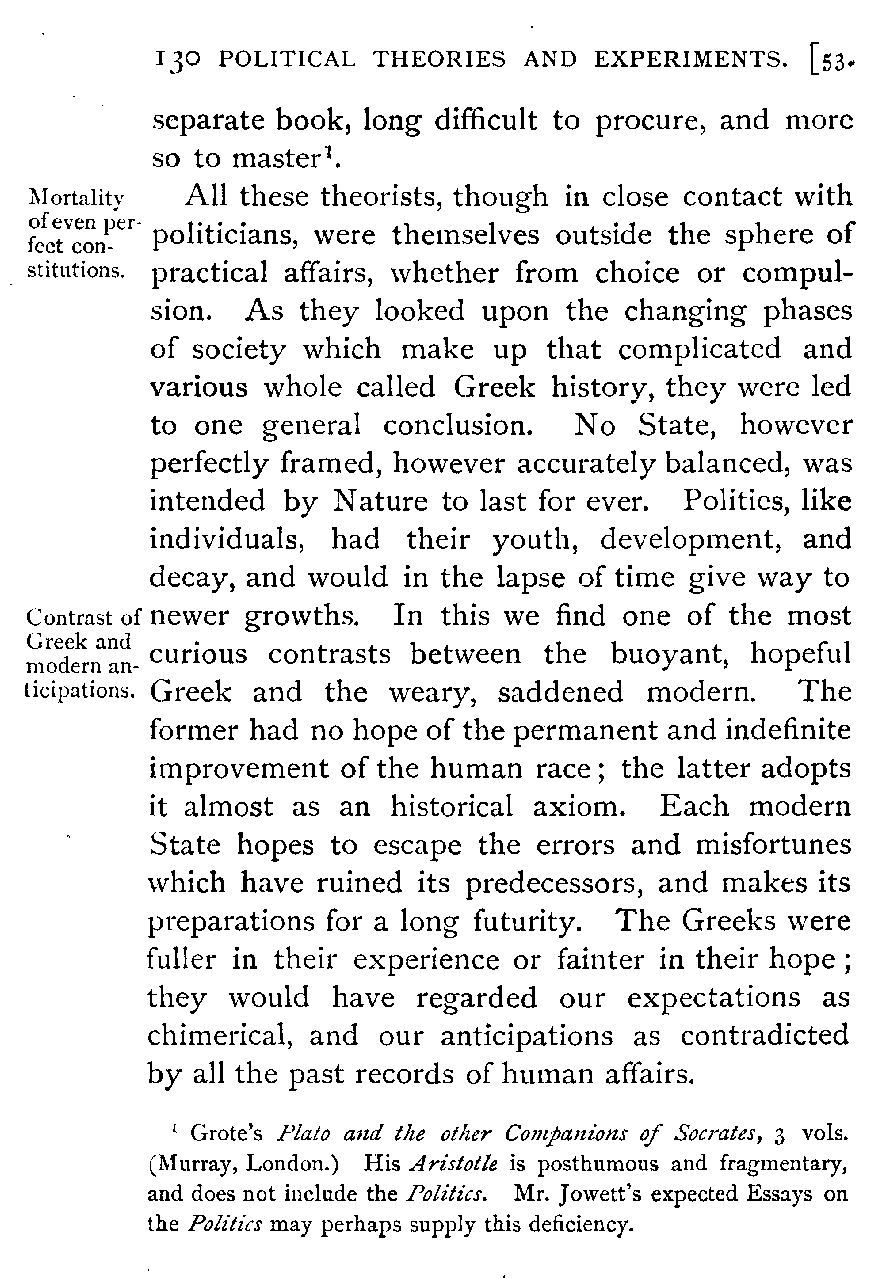 130 POLITICAL THEORIES AND EXPERIMENTS. [53.
separate book, long difficult to procure, and more
so to master¹.
Mortality
of even per-
fect con-
stitutions.
All these theorists, though in close contact with
politicians, were themselves outside the sphere of
practical affairs, whether from choice or compul-
sion. As they looked upon the changing phases
of society which make up that complicated and
various whole called Greek history, they were led
to one general conclusion. No State, however
perfectly framed, however accurately balanced, was
intended by Nature to last for ever. Polities, like
individuals, had their youth, development, and
decay, and would in the lapse of time give way to
Contrast of
Greek and
modern an-
ticipations.
newer growths. In this we find one of the most
curious contrasts between the buoyant, hopeful
Greek and the weary, saddened modern. The
former had no hope of the permanent and indefinite
improvement of the human race; the latter adopts
it almost as an historical axiom. Each modern
State hopes to escape the errors and misfortunes
which have ruined its predecessors, and makes its
preparations for a long futurity. The Greeks were
fuller in their experience or fainter in their hope;
they would have regarded our expectations as
chimerical, and our anticipations as contradicted
by all the past records of human affairs.
¹ Grote's Plato and the other Companions of Socrates, 3 vols.
(Murray, London.) His Aristotle is posthumous and fragmentary,
and does not include the Politics. Mr. Jowett's expected Essays on
the Politics may perhaps supply this deficiency.